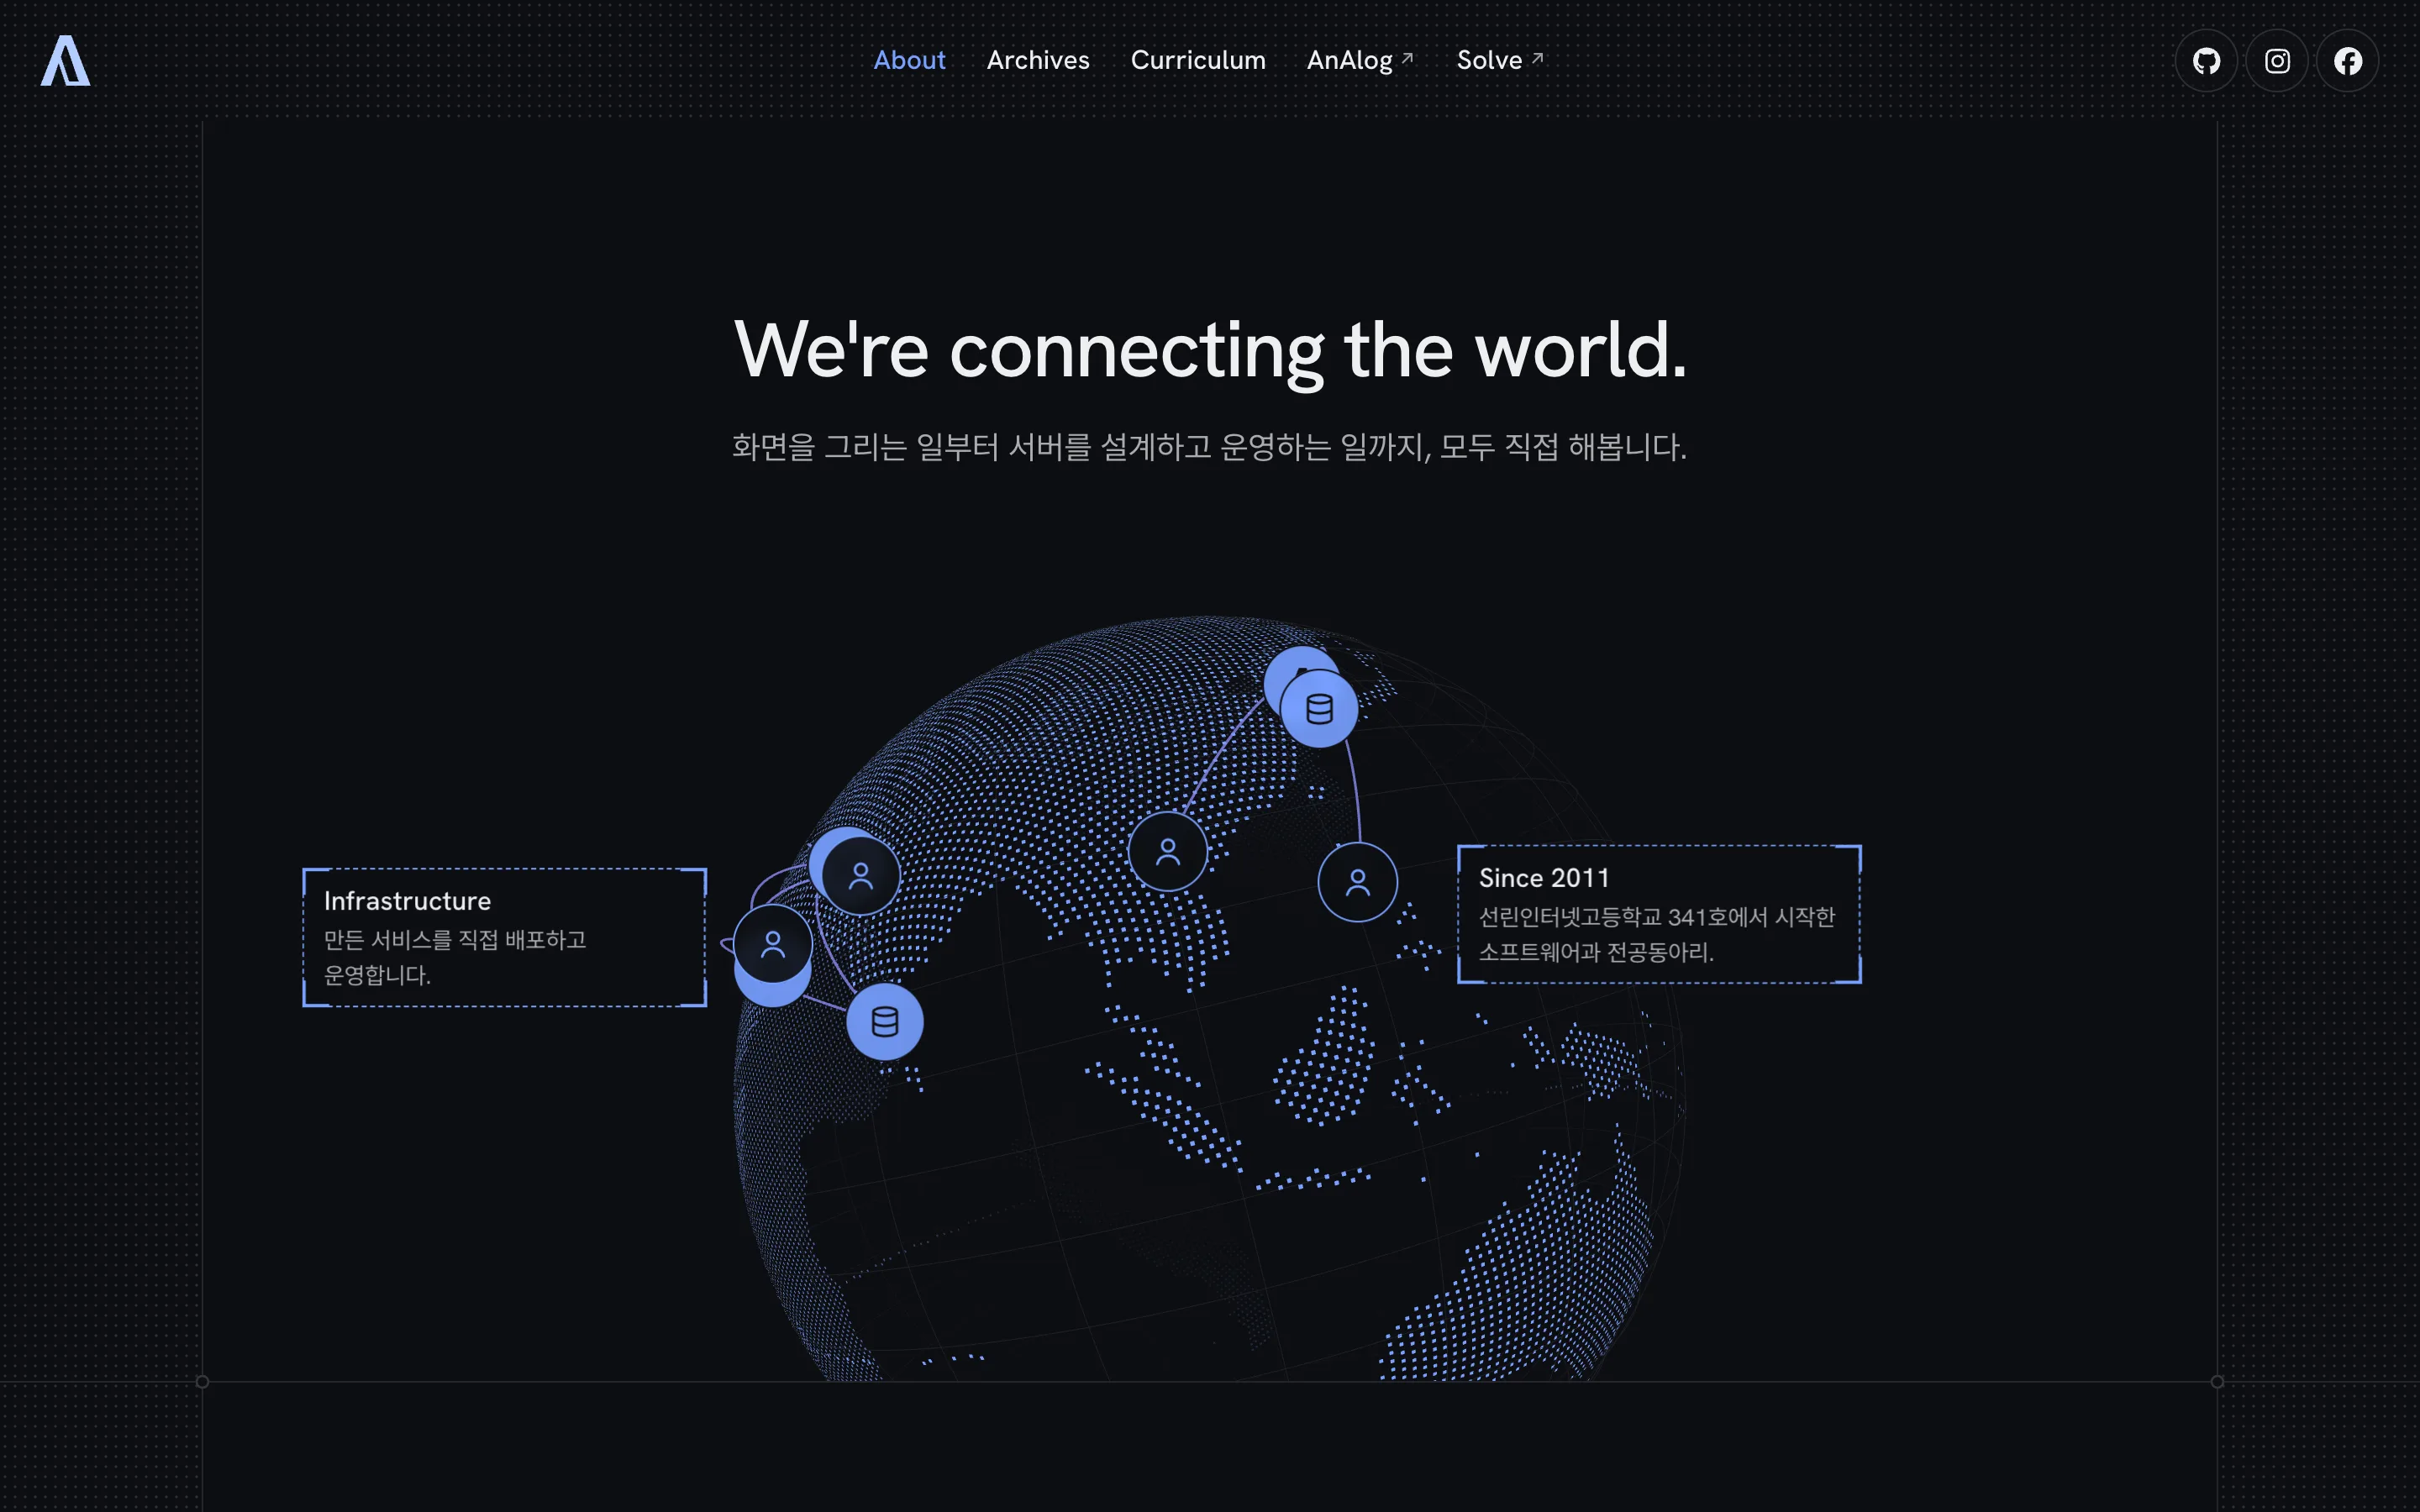 About
Archives
Curriculum
AnAlog
Solve
We're connecting the world.
화면을 그리는 일부터 서버를 설계하고 운영하는 일까지, 모두 직접 해봅니다.
Infrastructure
만든 서비스를 직접 배포하고
운영합니다.
Since 2011
선린인터넷고등학교 341호에서 시작한
소프트웨어과 전공동아리.